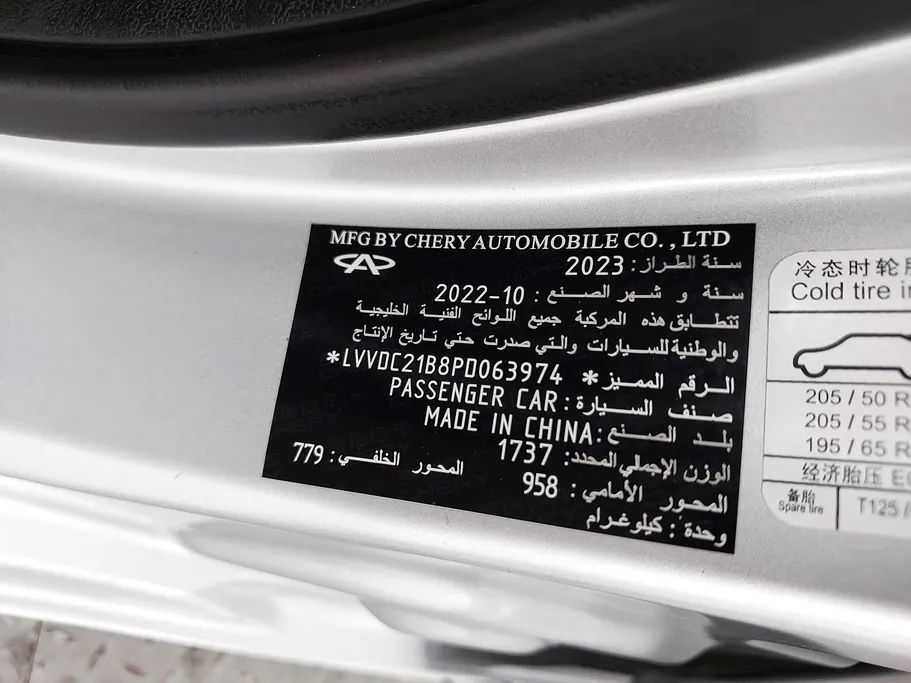 MFG BY CHERY AUTOMOBILE CO. , LTD
سنة الطراز : 2023
سنة و شهر الصنع : 2022-10
تتطابق هذه المركبة جميع اللوائح الفنية الخليجية
والوطنية للسيارات والتي صدرت حتي تاريخ الإنتاج
الرقم المميز: *LVVDC21B8PD063974*
صنف السيارة : PASSENGER CAR
بلد الصنع : MADE IN CHINA
الوزن الإجمالي المحدد: 1737
المحور الأمامي : 958 المحور الخلفي : 779
وحدة : كيلوغرام
冷态时轮胎
Cold tire in
205 / 50 R
205 / 55 R
195 / 65 R
经济胎压 EC
备胎
Spare tire
T125 /